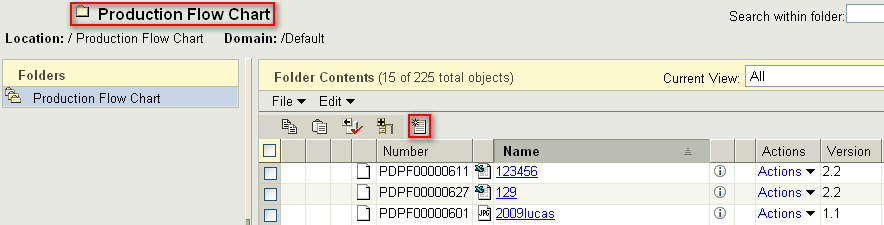 Production Flow Chart
Search within folder:
Location: / Production Flow Chart Domain: /Default
Folders
Production Flow Chart
Folder Contents (15 of 225 total objects)
Current View: All
File Edit
Number Name Actions Version
PDPF00000611 123456 Actions 2.2
PDPF00000627 129 Actions 2.2
PDPF00000601 JPG 2009lucas Actions 1.1